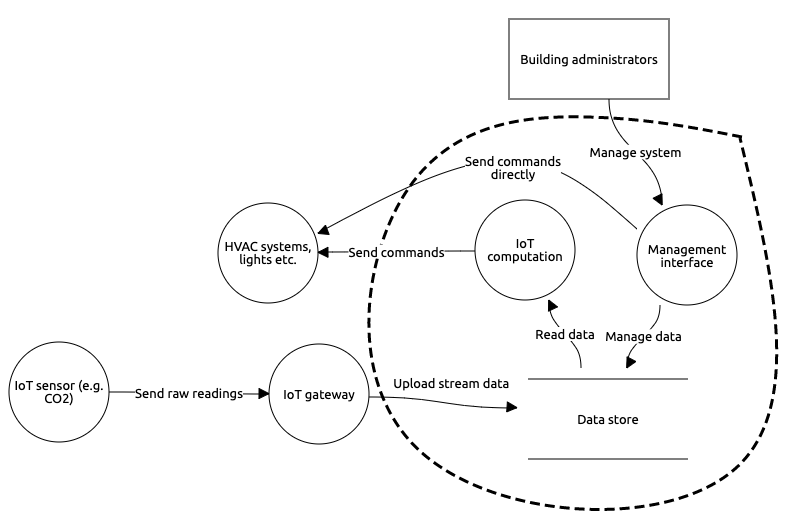 Building administrators
Manage system
Send commands
directly
HVAC systems,
lights etc.
Send commands
IoT
computation
Management
interface
Read data
Manage data
IoT sensor (e.g.
CO2)
Send raw readings
IoT gateway
Upload stream data
Data store